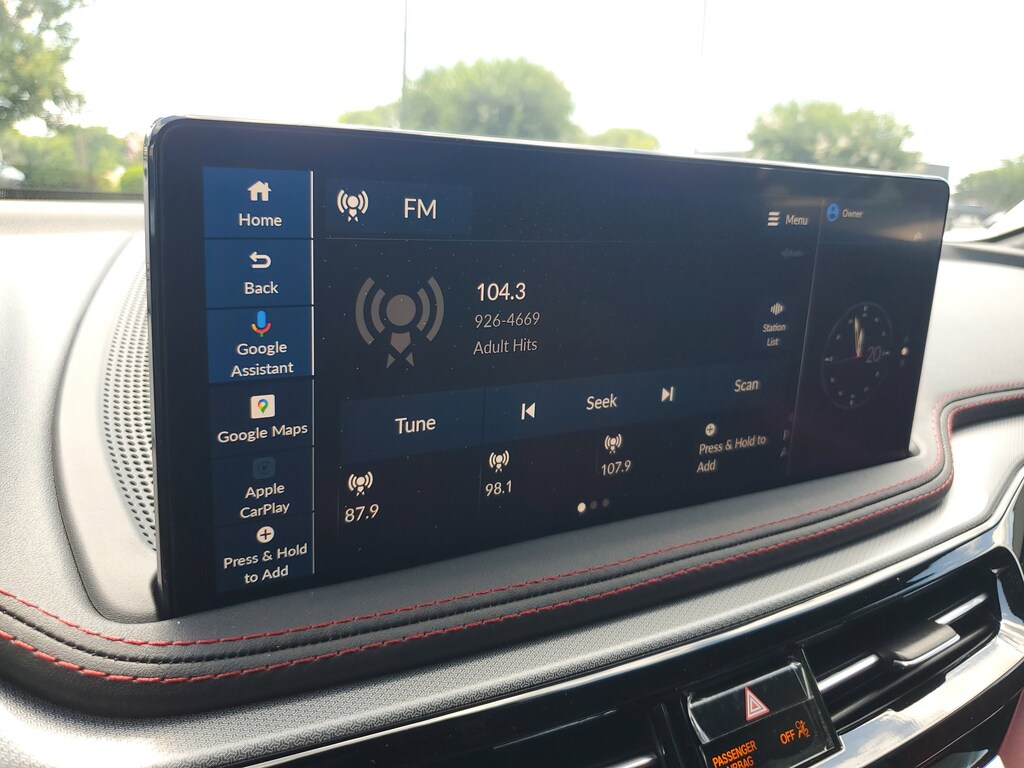 Home
Back
Google
Assistant
Google Maps
Apple
CarPlay
Press & Hold
to Add
FM
Menu
Owner
104.3
926-4669
Adult Hits
Station
List
20
Tune
Seek
Scan
87.9
98.1
107.9
Press & Hold to
Add
PASSENGER
AIRBAG
OFF